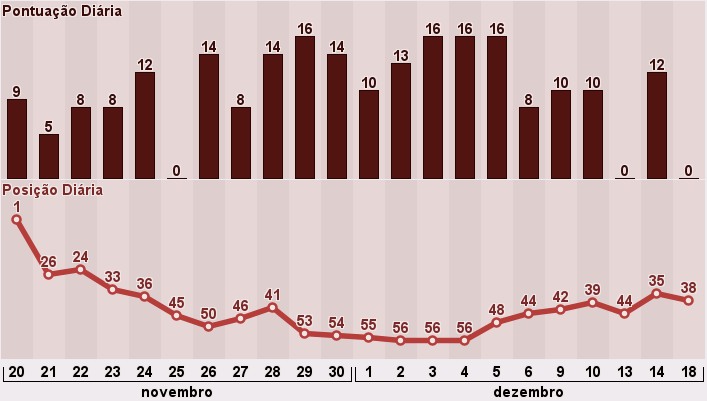 Pontuação Diária
9 5 8 8 12 0 14 8 14 16 14 10 13 16 16 16 8 10 10 0 12 0
Posição Diária
1 26 24 33 36 45 50 46 41 53 54 55 56 56 56 48 44 42 39 44 35 38
20 21 22 23 24 25 26 27 28 29 30 1 2 3 4 5 6 9 10 13 14 18
novembro dezembro